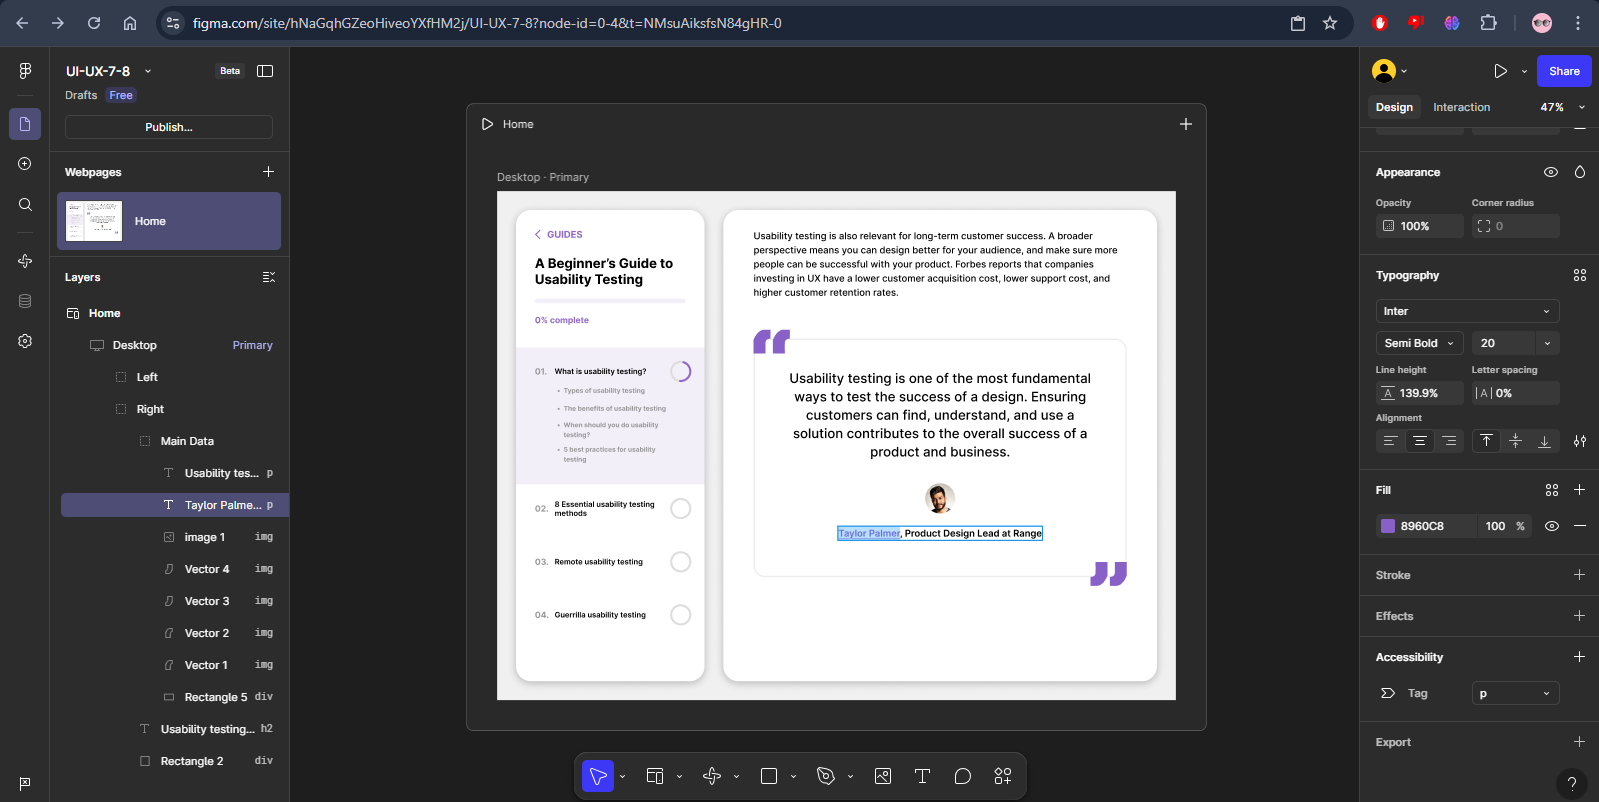 figma.com/site/hNaGqhGZeoHiveoYXfHM2j/UI-UX-7-8?node-id=0-4&t=NMsuAiksfsN84gHR-0
UI-UX-7-8
Beta
Drafts
Free
Publish...
Webpages
Home
Layers
Home
Desktop
Primary
Left
Right
Main Data
Usability tes... p
Taylor Palme... p
image 1 img
Vector 4 img
Vector 3 img
Vector 2 img
Vector 1 img
Rectangle 5 div
Usability testing... h2
Rectangle 2 div
Home
Desktop · Primary
GUIDES
A Beginner’s Guide to
Usability Testing
0% complete
01. What is usability testing?
• Types of usability testing
• The benefits of usability testing
• When should you do usability
testing?
• 5 best practices for usability
testing
02. 8 Essential usability testing
methods
03. Remote usability testing
04. Guerrilla usability testing
Usability testing is also relevant for long-term customer success. A broader
perspective means you can design better for your audience, and make sure more
people can be successful with your product. Forbes reports that companies
investing in UX have a lower customer acquisition cost, lower support cost, and
higher customer retention rates.
Usability testing is one of the most fundamental
ways to test the success of a design. Ensuring
customers can find, understand, and use a
solution contributes to the overall success of a
product and business.
Taylor Palmer, Product Design Lead at Range
Share
Design
Interaction
47%
Appearance
Opacity
Corner radius
100%
0
Typography
Inter
Semi Bold
20
Line height
Letter spacing
A 139.9%
|A| 0%
Alignment
Fill
8960C8
100 %
Stroke
Effects
Accessibility
Tag
p
Export
?